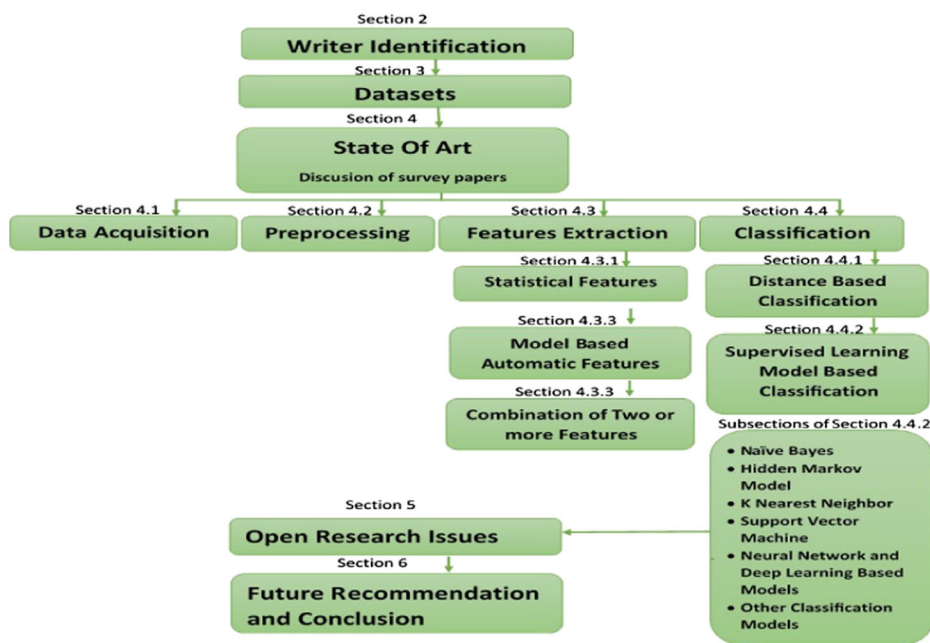 Section 2
Writer Identification
Section 3
Datasets
Section 4
State Of Art
Discusion of survey papers
Section 4.1
Data Acquisition
Section 4.2
Preprocessing
Section 4.3
Features Extraction
Section 4.3.1
Statistical Features
Section 4.3.3
Model Based
Automatic Features
Section 4.3.3
Combination of Two or
more Features
Section 4.4
Classification
Section 4.4.1
Distance Based
Classification
Section 4.4.2
Supervised Learning
Model Based
Classification
Subsections of Section 4.4.2
• Naïve Bayes
• Hidden Markov
Model
• K Nearest Neighbor
• Support Vector
Machine
• Neural Network and
Deep Learning Based
Models
• Other Classification
Models
Section 5
Open Research Issues
Section 6
Future Recommendation
and Conclusion